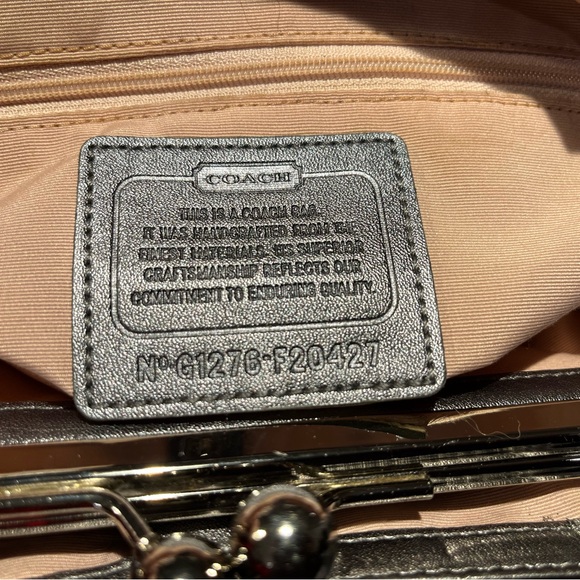 COACH
THIS IS A COACH BAG.
IT WAS HANDCRAFTED FROM THE
FINEST MATERIALS. ITS SUPERIOR
CRAFTSMANSHIP REFLECTS OUR
COMMITMENT TO ENDURING QUALITY.
Nº G1276-F20427